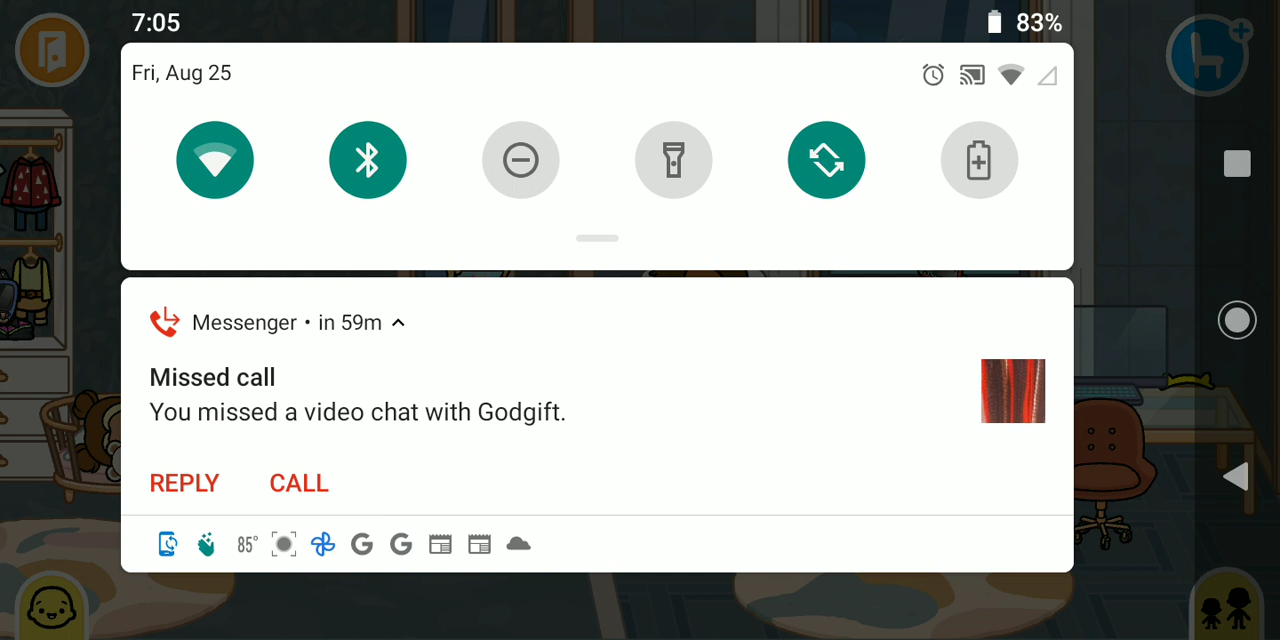 7:05
83%
Fri, Aug 25
Messenger • in 59m
Missed call
You missed a video chat with Godgift.
REPLY CALL
85°